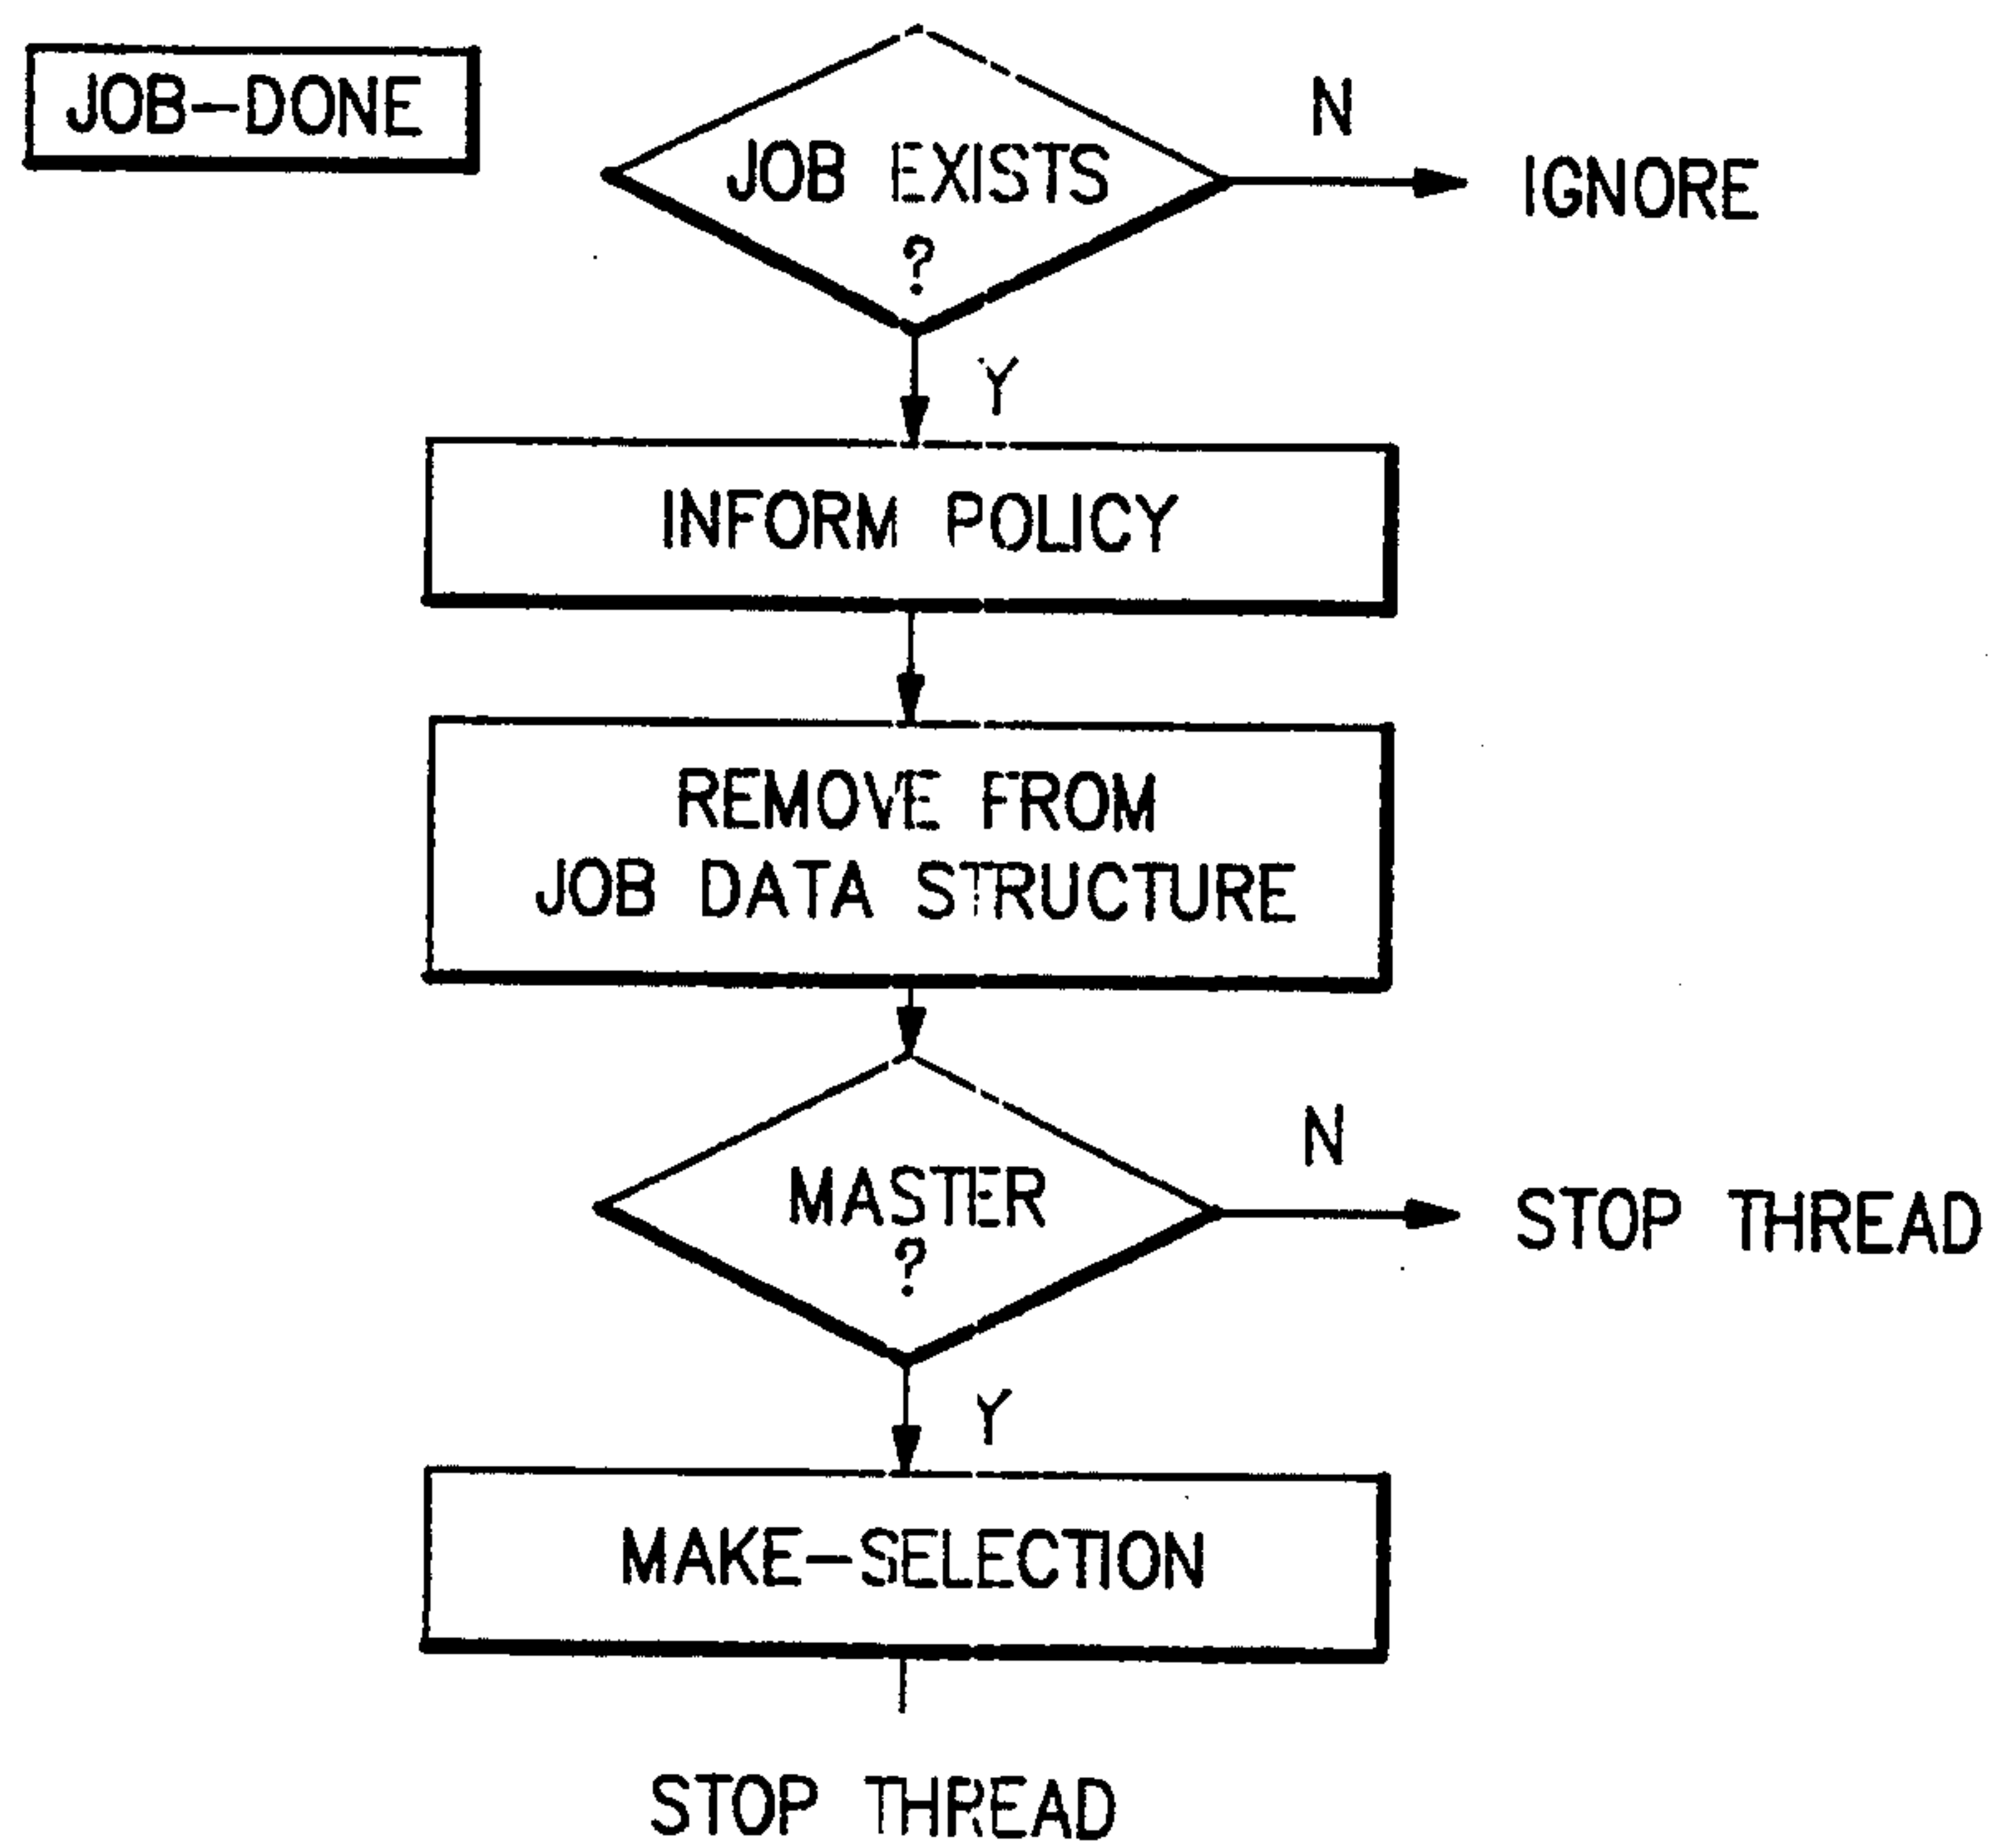 JOB-DONE
JOB EXISTS
?
N
IGNORE
Y
INFORM POLICY
REMOVE FROM
JOB DATA STRUCTURE
MASTER
?
N
STOP THREAD
Y
MAKE-SELECTION
STOP THREAD